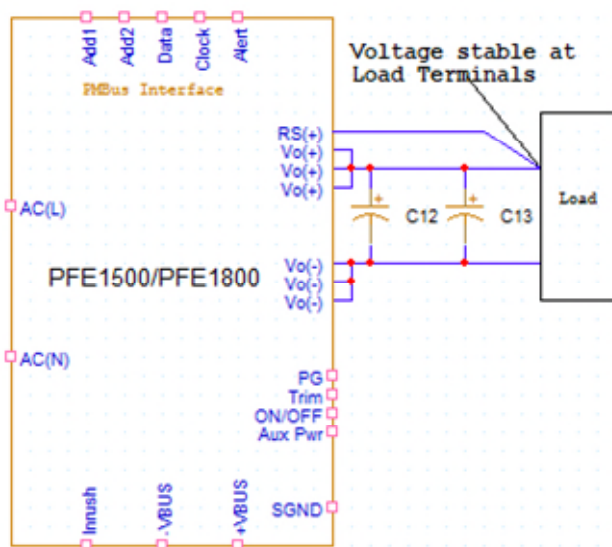 Add1
Add2
Data
Clock
Alert
PMBus Interface
Voltage stable at
Load Terminals
RS(+)
Vo(+)
Vo(+)
Vo(+)
Load
AC(L)
C12
C13
PFE1500/PFE1800
Vo(-)
Vo(-)
Vo(-)
AC(N)
PG
Trim
ON/OFF
Aux Pwr
SGND
Inrush
-VBUS
+VBUS